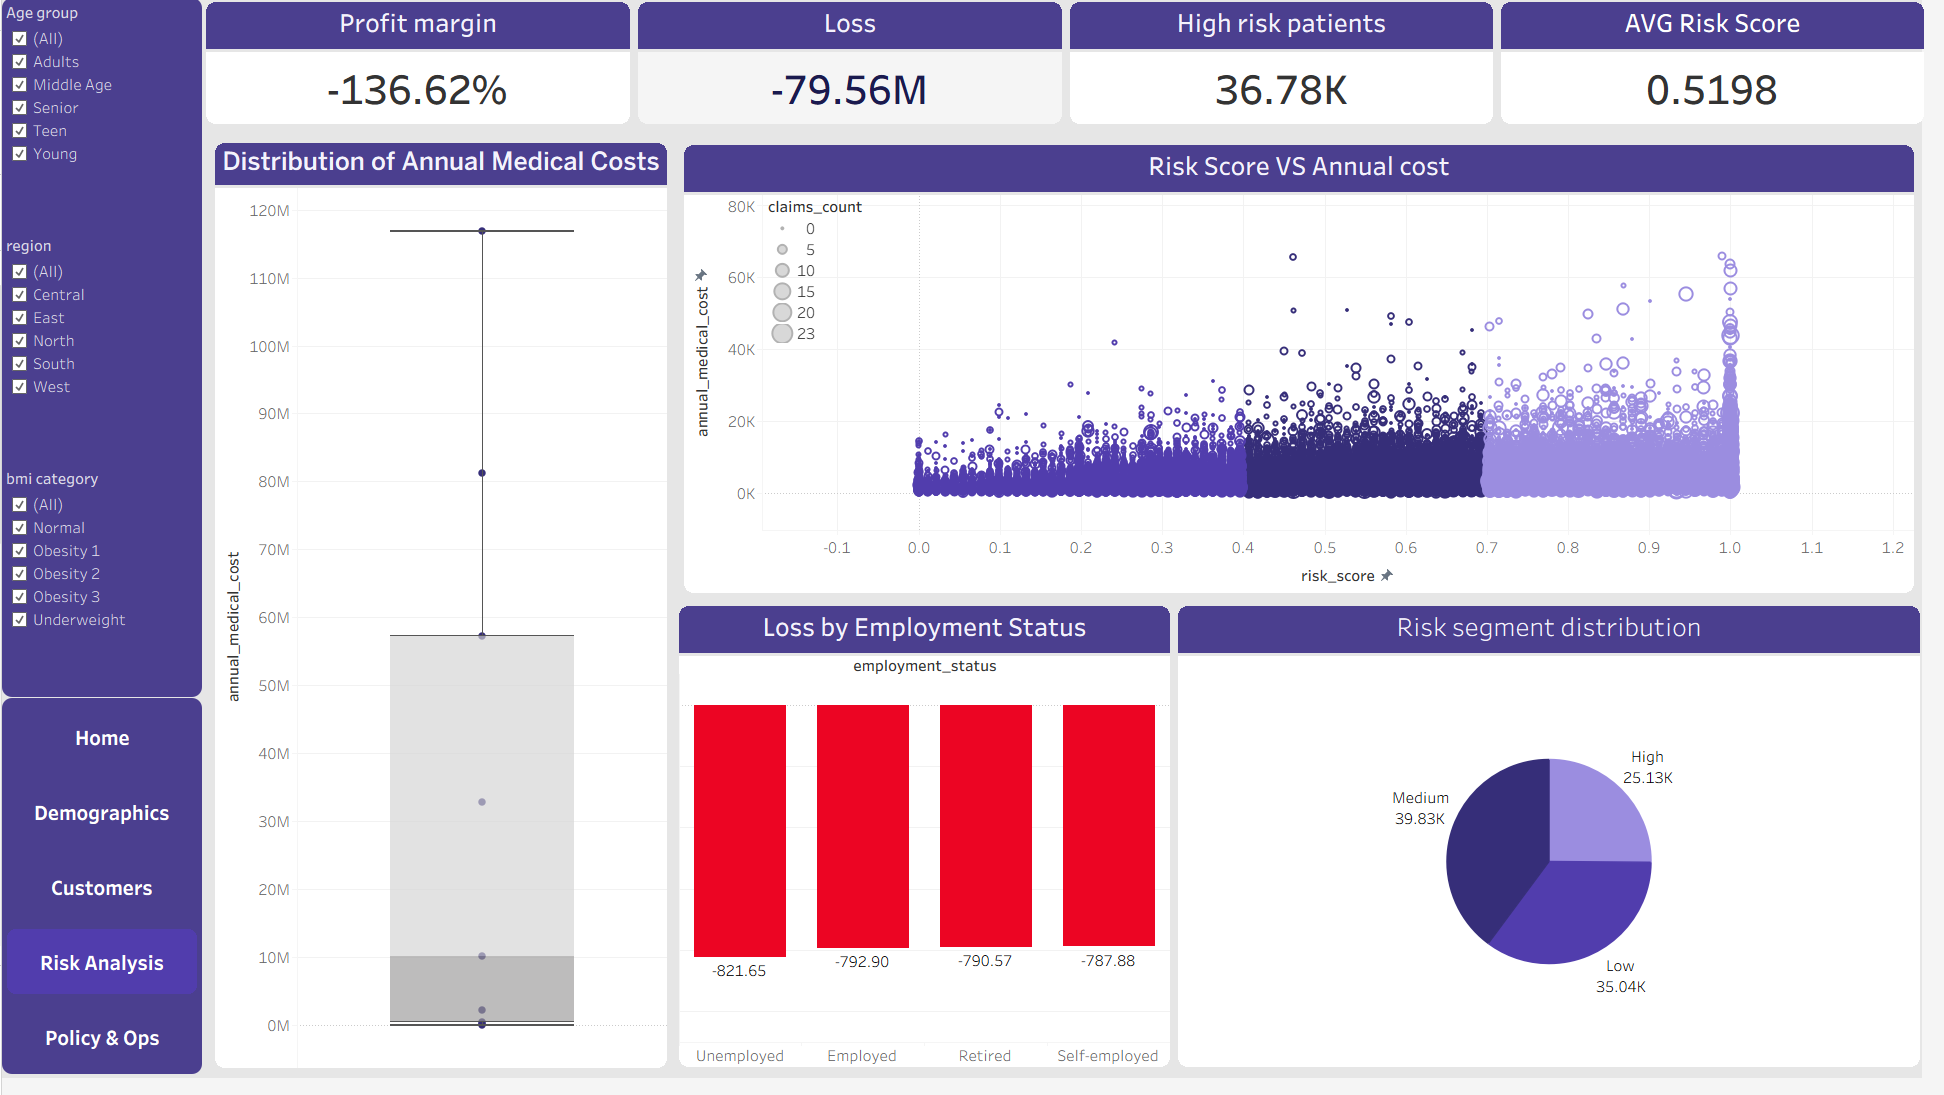 Age group
(All)
Adults
Middle Age
Senior
Teen
Young
region
(All)
Central
East
North
South
West
bmi category
(All)
Normal
Obesity 1
Obesity 2
Obesity 3
Underweight
Home
Demographics
Customers
Risk Analysis
Policy & Ops
Profit margin
-136.62%
Loss
-79.56M
High risk patients
36.78K
AVG Risk Score
0.5198
Distribution of Annual Medical Costs
annual_medical_cost
120M
110M
100M
90M
80M
70M
60M
50M
40M
30M
20M
10M
0M
Risk Score VS Annual cost
claims_count
0
5
10
15
20
23
annual_medical_cost
80K
60K
40K
20K
0K
-0.1 0.0 0.1 0.2 0.3 0.4 0.5 0.6 0.7 0.8 0.9 1.0 1.1 1.2
risk_score
Loss by Employment Status
employment_status
-821.65 -792.90 -790.57 -787.88
Unemployed Employed Retired Self-employed
Risk segment distribution
High
25.13K
Medium
39.83K
Low
35.04K